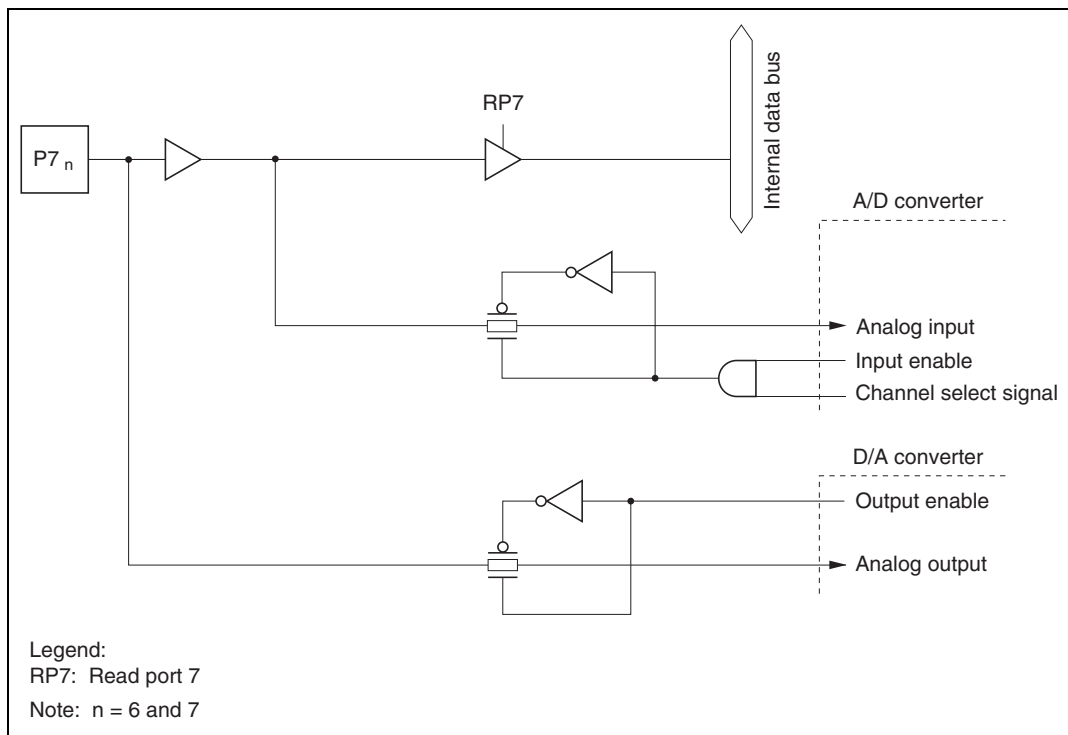 RP7
P7 n
Internal data bus
A/D converter
Analog input
Input enable
Channel select signal
D/A converter
Output enable
Analog output
Legend:
RP7: Read port 7
Note: n = 6 and 7